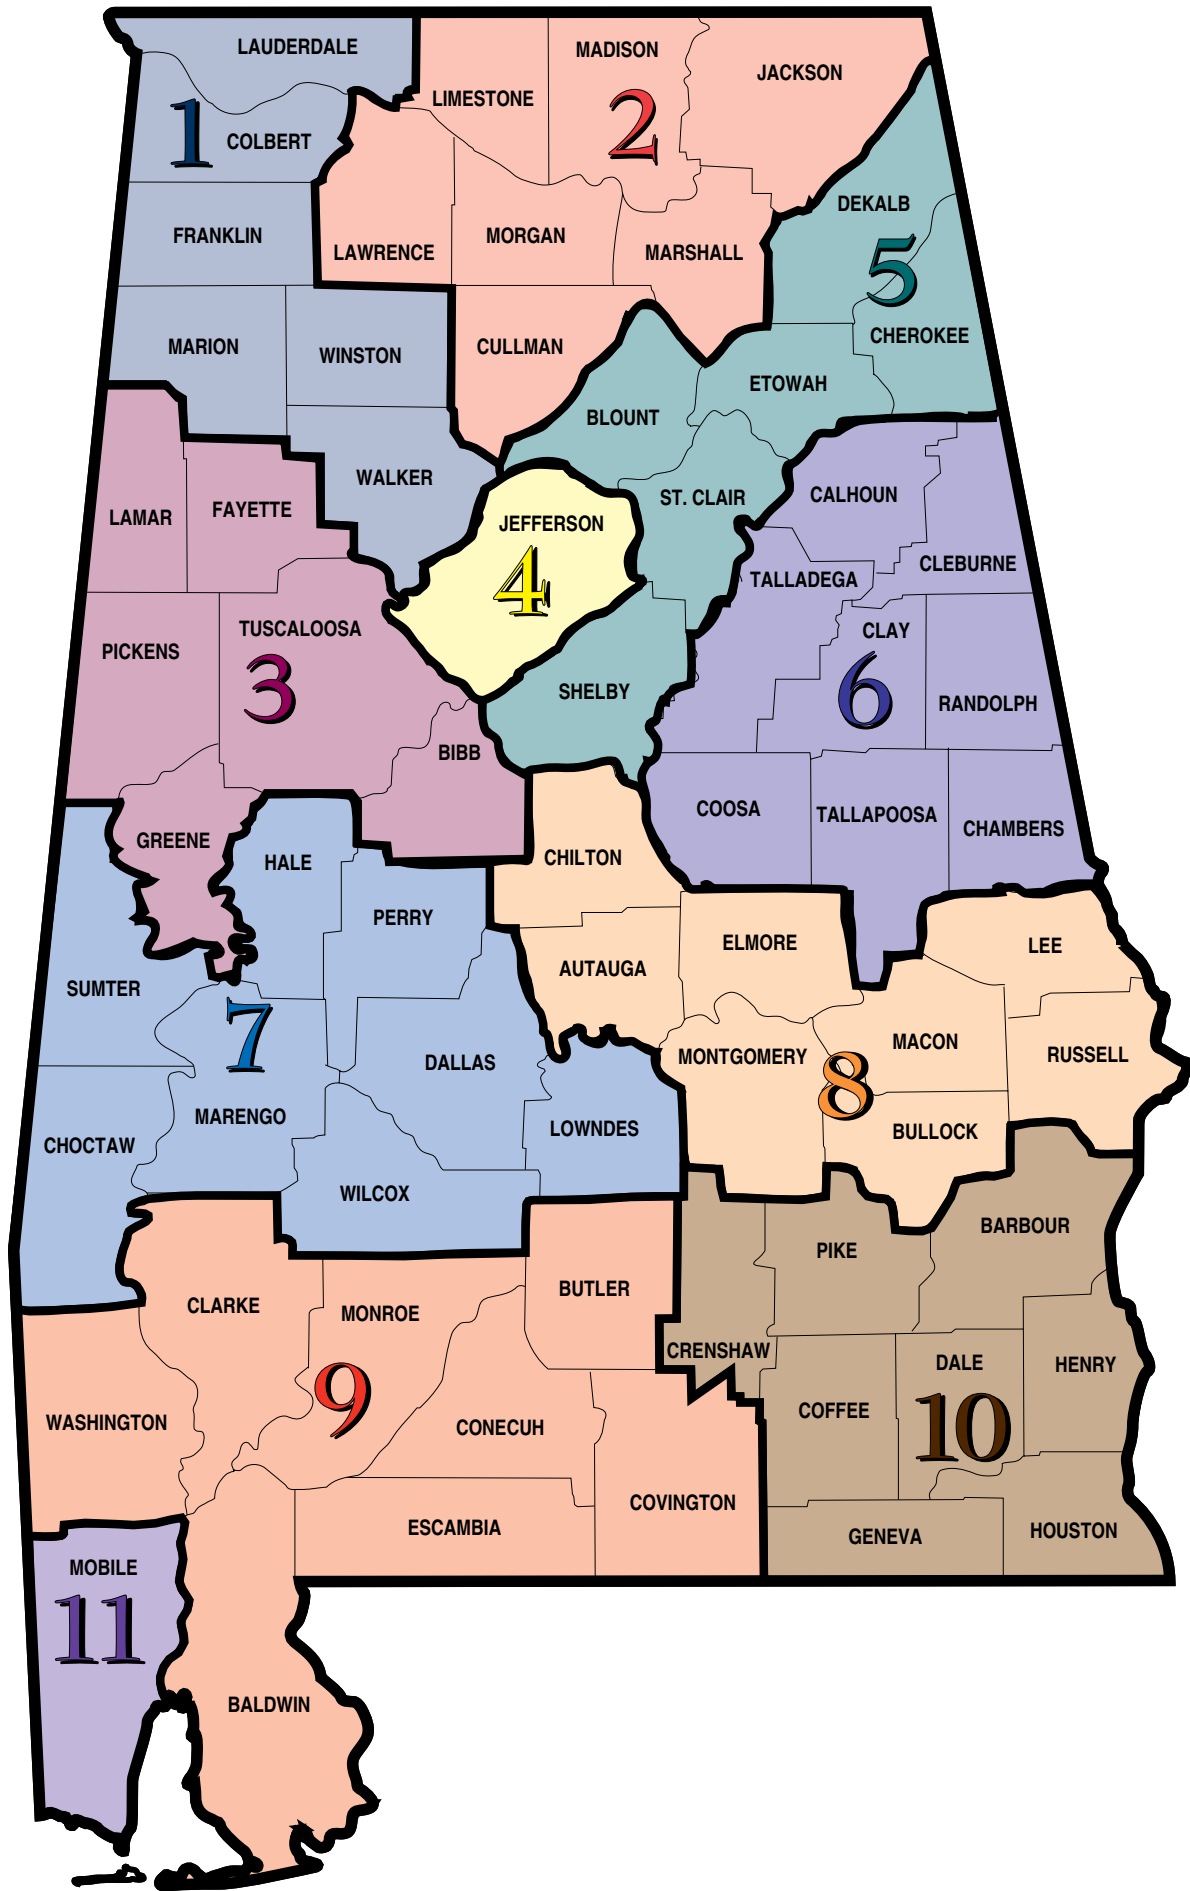 LAUDERDALE
MADISON
JACKSON
LIMESTONE
1
2
COLBERT
DEKALB
FRANKLIN
MORGAN
LAWRENCE
MARSHALL
5
CHEROKEE
MARION
WINSTON
CULLMAN
ETOWAH
BLOUNT
WALKER
CALHOUN
ST. CLAIR
FAYETTE
LAMAR
JEFFERSON
4
CLEBURNE
TALLADEGA
TUSCALOOSA
CLAY
PICKENS
3
SHELBY
6
RANDOLPH
BIBB
COOSA
TALLAPOOSA
CHAMBERS
GREENE
HALE
CHILTON
PERRY
ELMORE
LEE
AUTAUGA
SUMTER
7
MACON
MONTGOMERY
RUSSELL
DALLAS
8
MARENGO
LOWNDES
BULLOCK
CHOCTAW
WILCOX
BARBOUR
PIKE
BUTLER
CLARKE
MONROE
CRENSHAW
DALE
HENRY
9
COFFEE
10
WASHINGTON
CONECUH
COVINGTON
ESCAMBIA
HOUSTON
GENEVA
MOBILE
11
BALDWIN